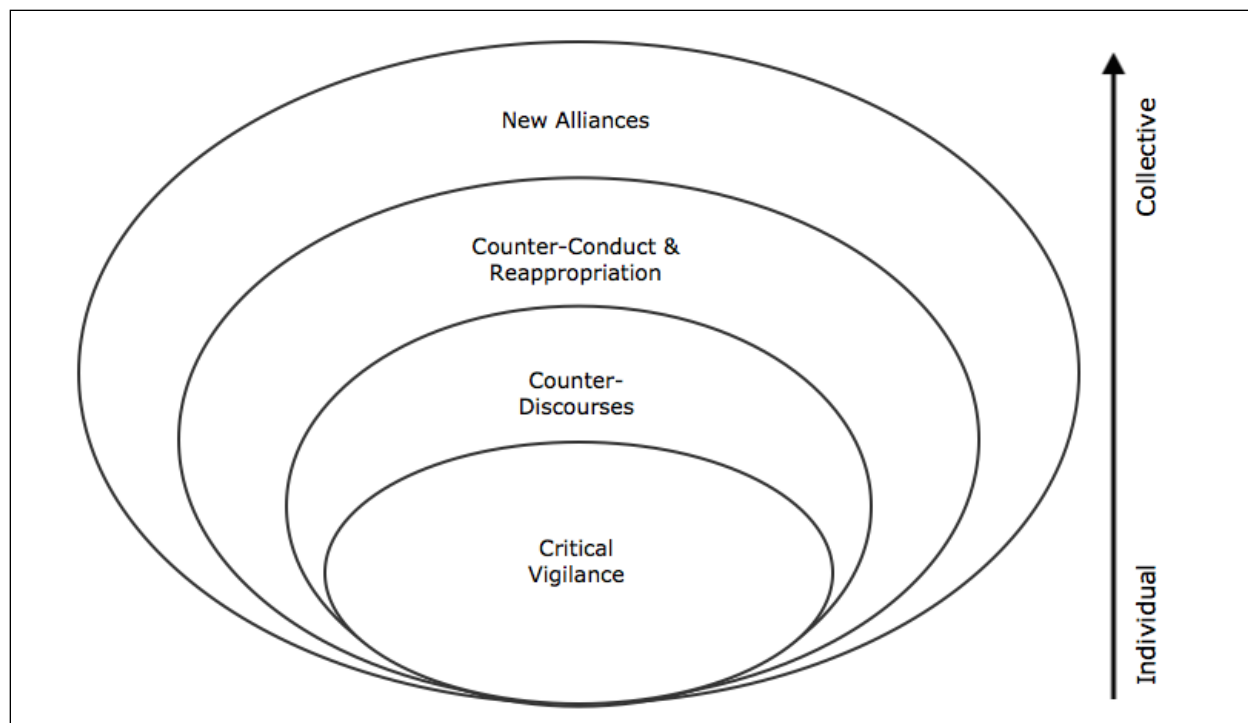 New Alliances
Counter-Conduct &
Reappropriation
Counter-
Discourses
Critical
Vigilance
Collective
Individual